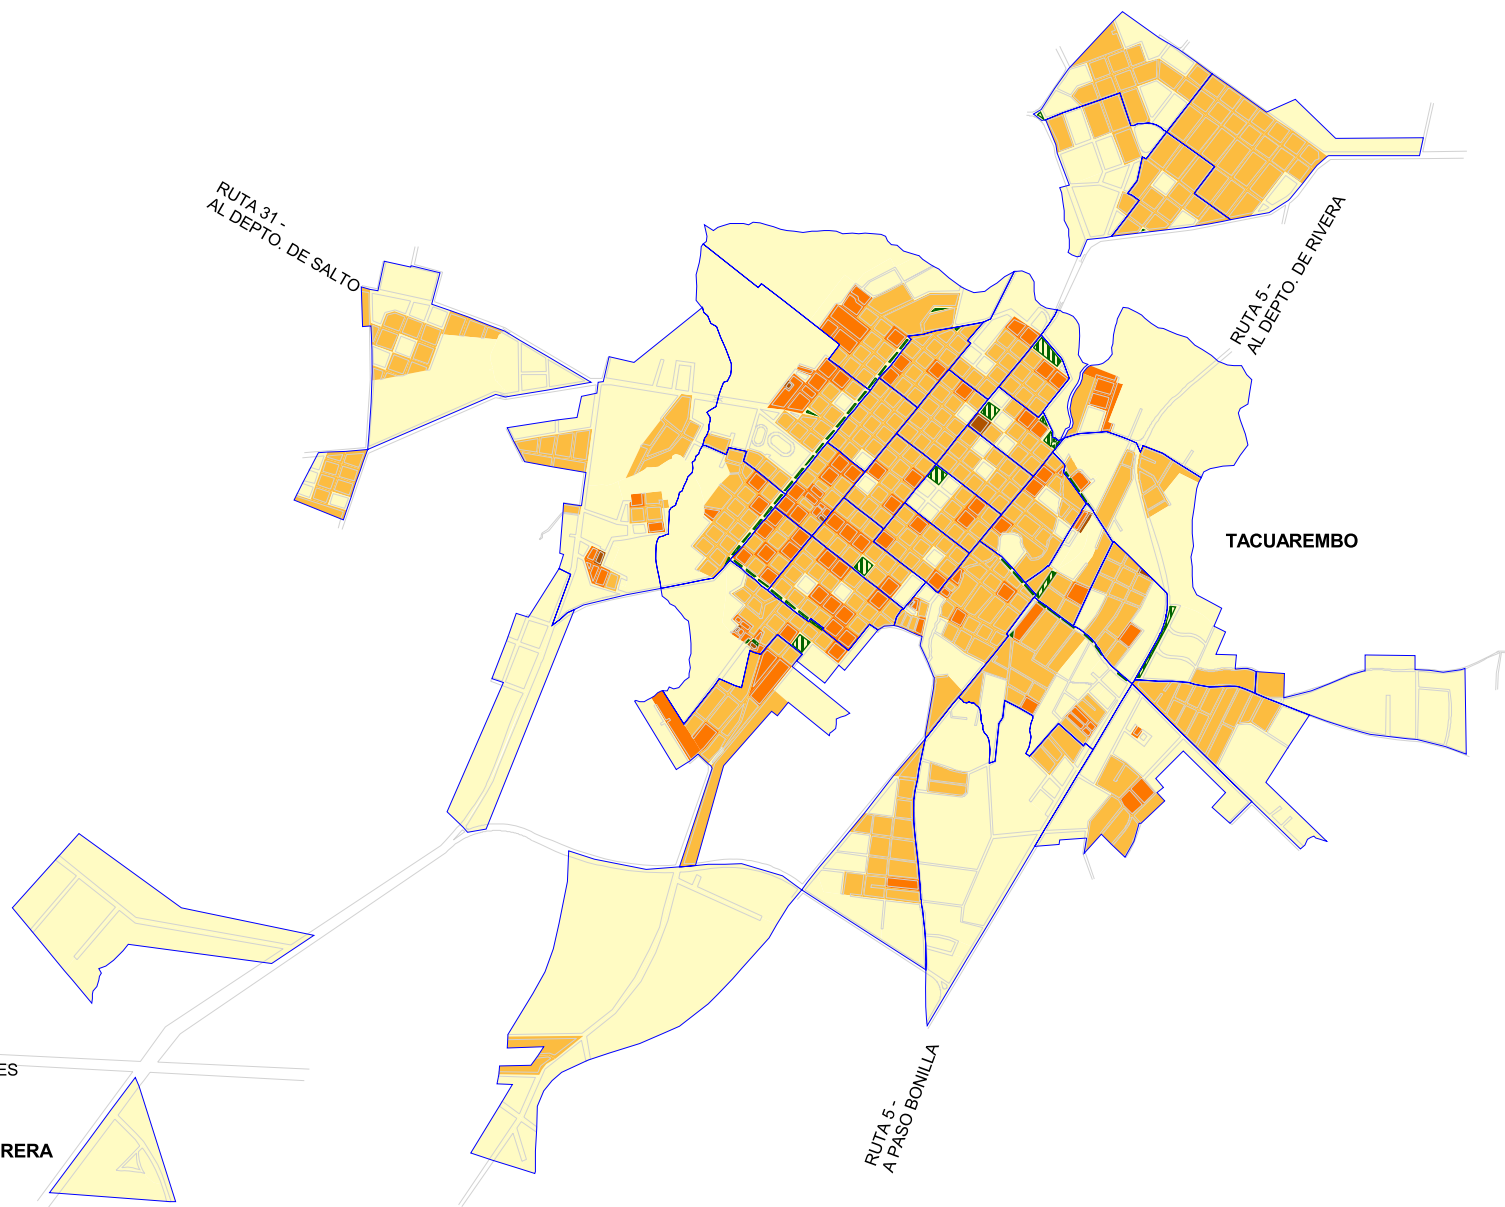 RUTA 31 -
AL DEPTO. DE SALTO
RUTA 5 -
AL DEPTO. DE RIVERA
TACUAREMBO
RUTA 5 -
A PASO BONILLA
ES
RERA